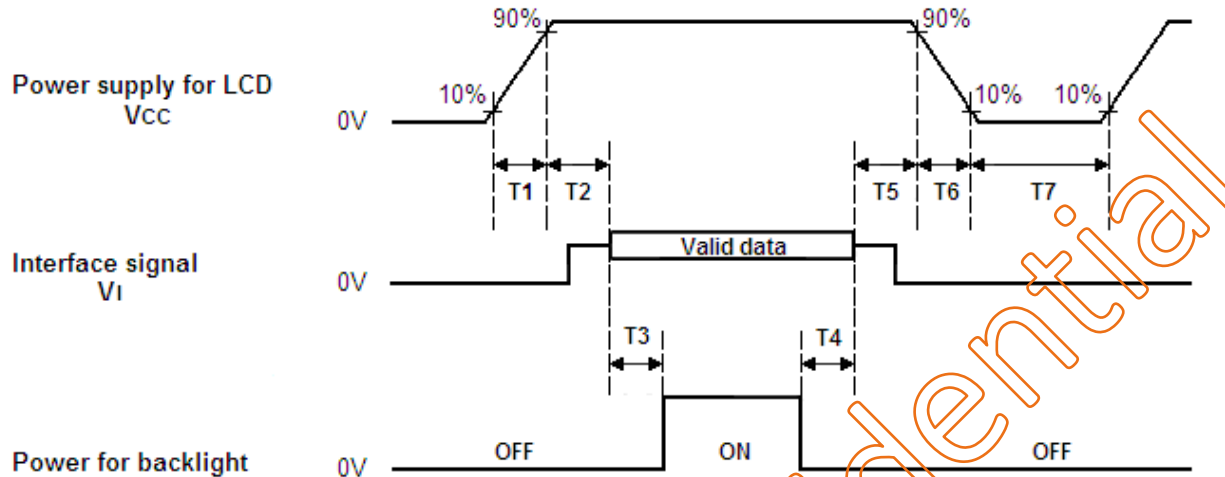 90% 90%
Power supply for LCD
VCC
10% 10% 10%
0V
T1 T2 T5 T6 T7
Valid data
Interface signal
VI
0V
T3 T4
OFF ON OFF
Power for backlight
0V
dential